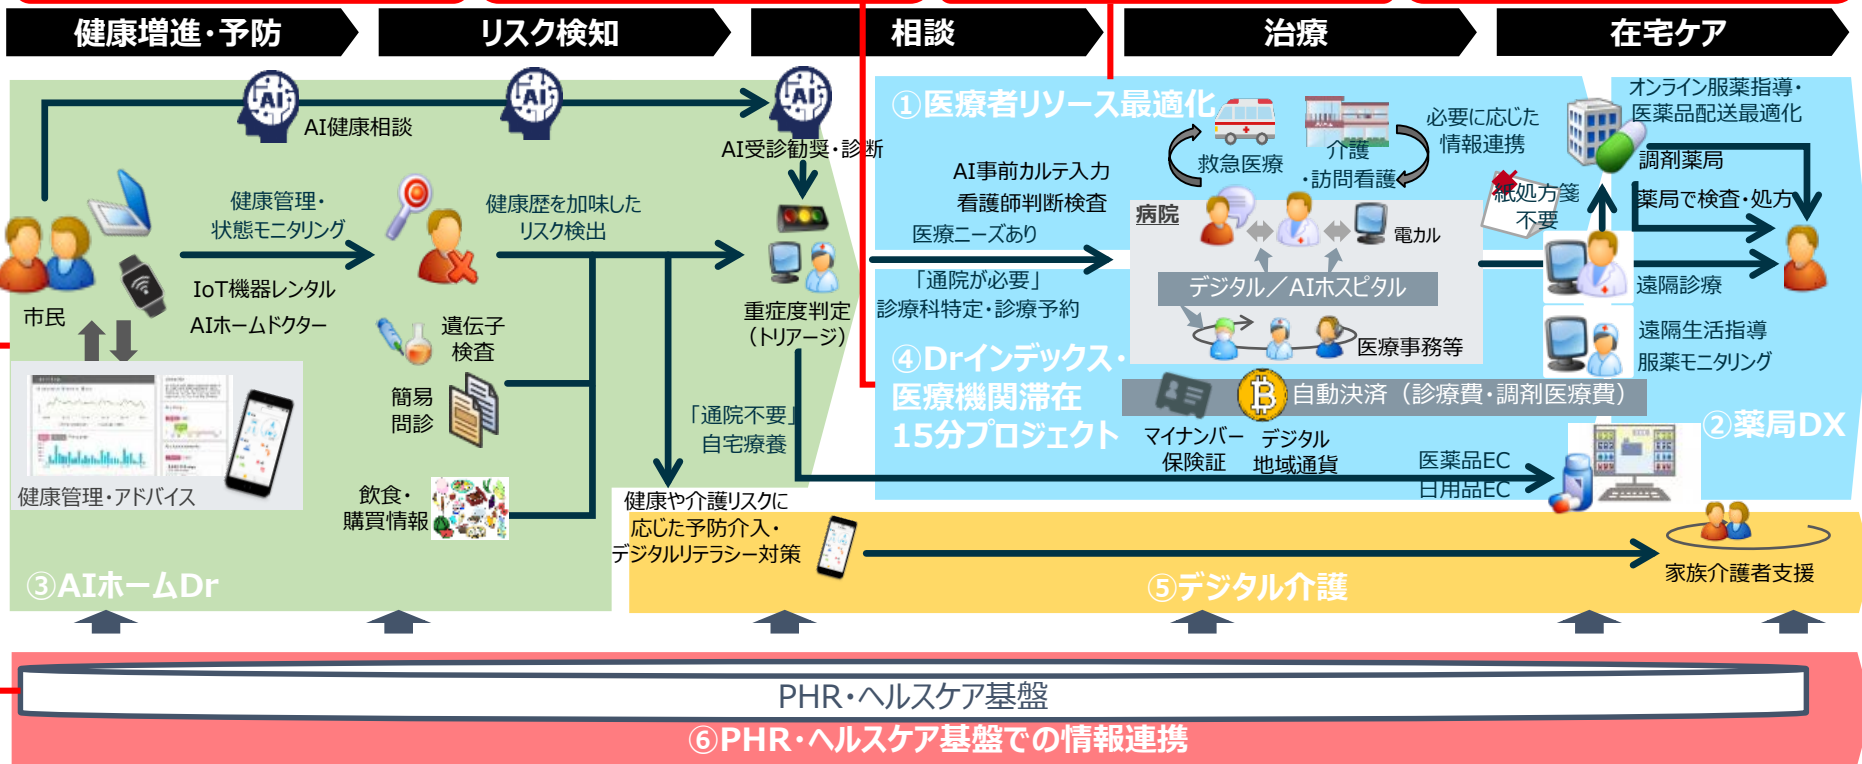 健康増進・予防
リスク検知
相談
治療
在宅ケア
AI
AI
AI
AI健康相談
AI受診勧奨・診断
①医療者リソース最適化
救急医療
介護
・訪問看護
必要に応じた
情報連携
オンライン服薬指導・
医薬品配送最適化
調剤薬局
薬局で検査・処方
紙処方箋
不要
健康管理・
状態モニタリング
IoT機器レンタル
AIホームドクター
市民
健康歴を加味した
リスク検出
遺伝子
検査
簡易
問診
飲食・
購買情報
重症度判定
（トリアージ）
AI事前カルテ入力
看護師判断検査
医療ニーズあり
「通院が必要」
診療科特定・診療予約
病院
電カル
デジタル／AIホスピタル
医療事務等
遠隔診療
遠隔生活指導
服薬モニタリング
④Drインデックス・
医療機関滞在
15分プロジェクト
自動決済（診療費・調剤医療費）
マイナンバー
保険証
デジタル
地域通貨
②薬局DX
「通院不要」
自宅療養
医薬品EC
日用品EC
健康管理・アドバイス
健康や介護リスクに
応じた予防介入・
デジタルリテラシー対策
③AIホームDr
⑤デジタル介護
家族介護者支援
PHR・ヘルスケア基盤
⑥PHR・ヘルスケア基盤での情報連携